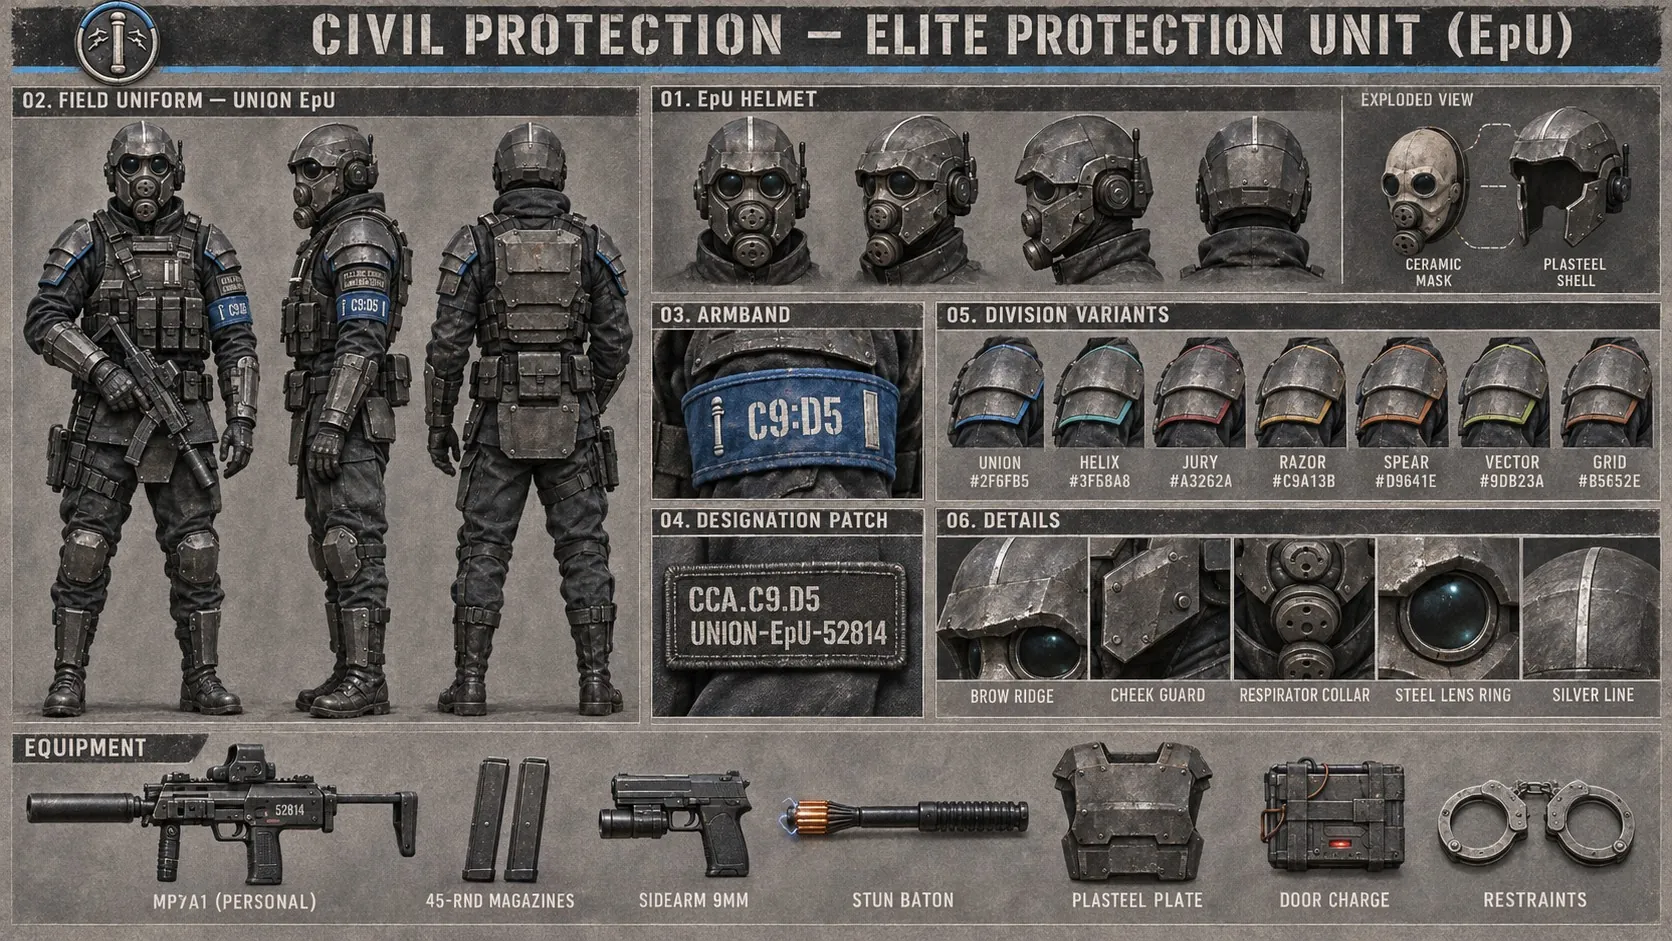 CIVIL PROTECTION — ELITE PROTECTION UNIT (EpU)
02. FIELD UNIFORM — UNION EpU
C9:D5
01. EpU HELMET
EXPLODED VIEW
CERAMIC
MASK
PLASTEEL
SHELL
03. ARMBAND
C9:D5
04. DESIGNATION PATCH
CCA.C9.D5
UNION-EpU-52814
05. DIVISION VARIANTS
UNION
#2F6FB5
HELIX
#3F58A8
JURY
#A3262A
RAZOR
#C9A13B
SPEAR
#D9641E
VECTOR
#9DB23A
GRID
#B5652E
06. DETAILS
BROW RIDGE
CHEEK GUARD
RESPIRATOR COLLAR
STEEL LENS RING
SILVER LINE
EQUIPMENT
52814
MP7A1 (PERSONAL)
45-RND MAGAZINES
SIDEARM 9MM
STUN BATON
PLASTEEL PLATE
DOOR CHARGE
RESTRAINTS